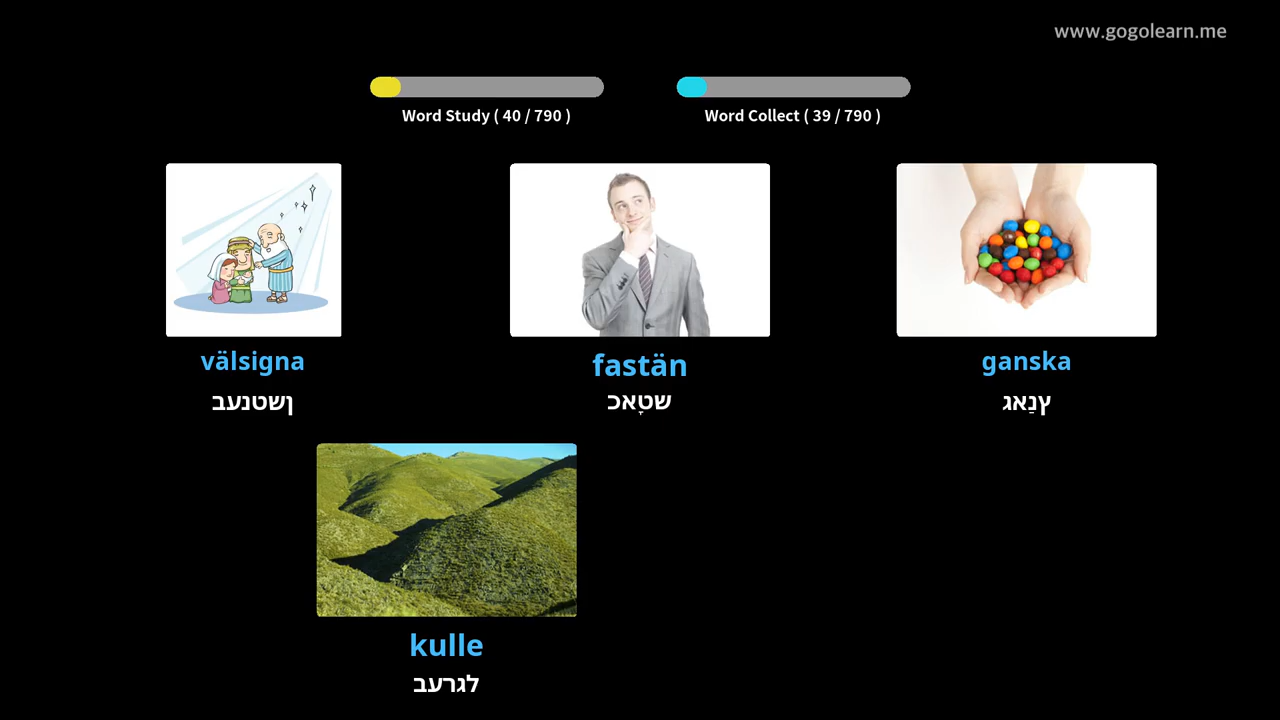 www.gogolearn.me
Word Study ( 40 / 790 )
Word Collect ( 39 / 790 )
välsigna
ןשטנעב
fastän
שטָאכ
ganska
ץנַאג
kulle
לגרעב